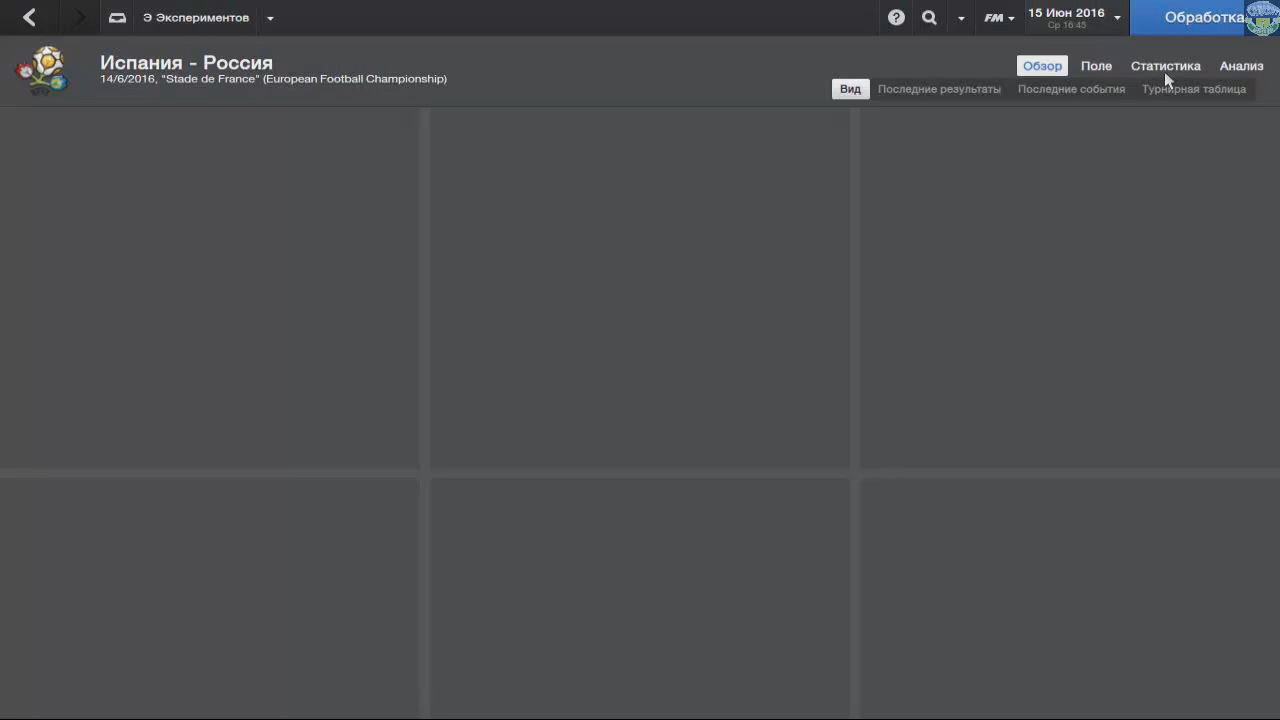 Э Экспериментов
FM
15 Июн 2016
Ср 16:45
Обработка
Испания - Россия
14/6/2016, "Stade de France" (European Football Championship)
Обзор Поле Статистика Анализ
Вид Последние результаты Последние события Турнирная таблица